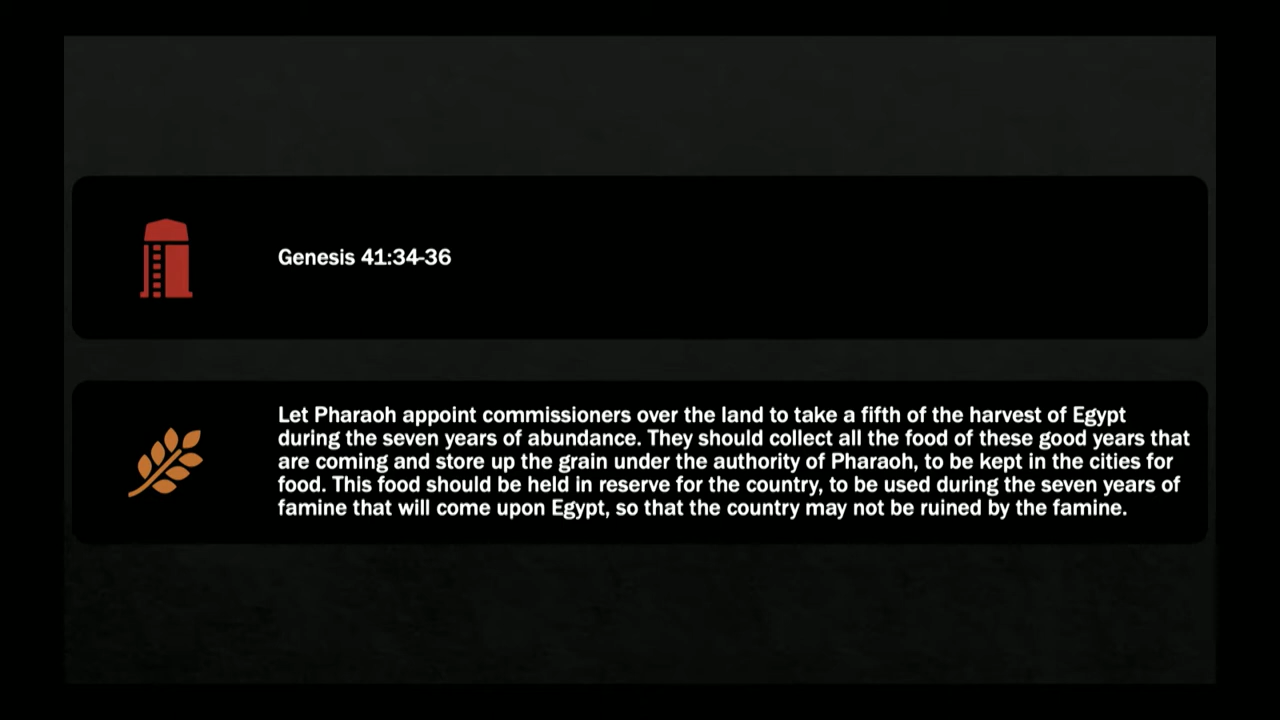 Genesis 41:34-36
Let Pharaoh appoint commissioners over the land to take a fifth of the harvest of Egypt
during the seven years of abundance. They should collect all the food of these good years that
are coming and store up the grain under the authority of Pharaoh, to be kept in the cities for
food. This food should be held in reserve for the country, to be used during the seven years of
famine that will come upon Egypt, so that the country may not be ruined by the famine.